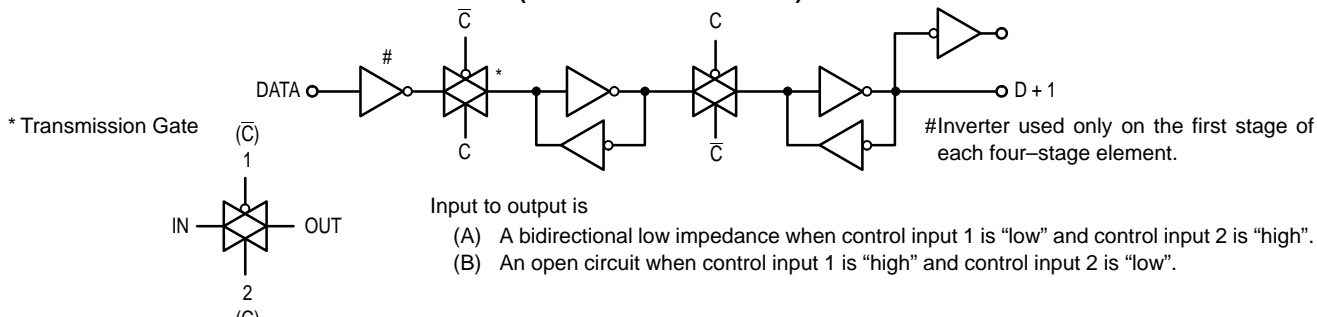 C̅
C
#
*
DATA
D + 1
* Transmission Gate
(C̅)
1
C
C̅
#Inverter used only on the first stage of
each four–stage element.
IN
OUT
Input to output is
(A) A bidirectional low impedance when control input 1 is “low” and control input 2 is “high”.
(B) An open circuit when control input 1 is “high” and control input 2 is “low”.
2
(C)